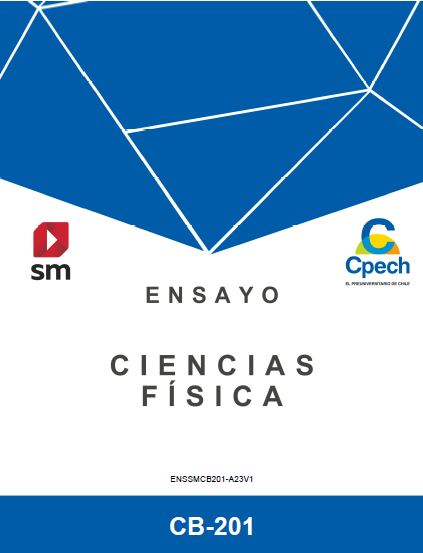 sm
Cpech
EL PREUNIVERSITARIO DE CHILE
ENSAYO
CIENCIAS
FÍSICA
ENSSMCB201-A23V1
CB-201